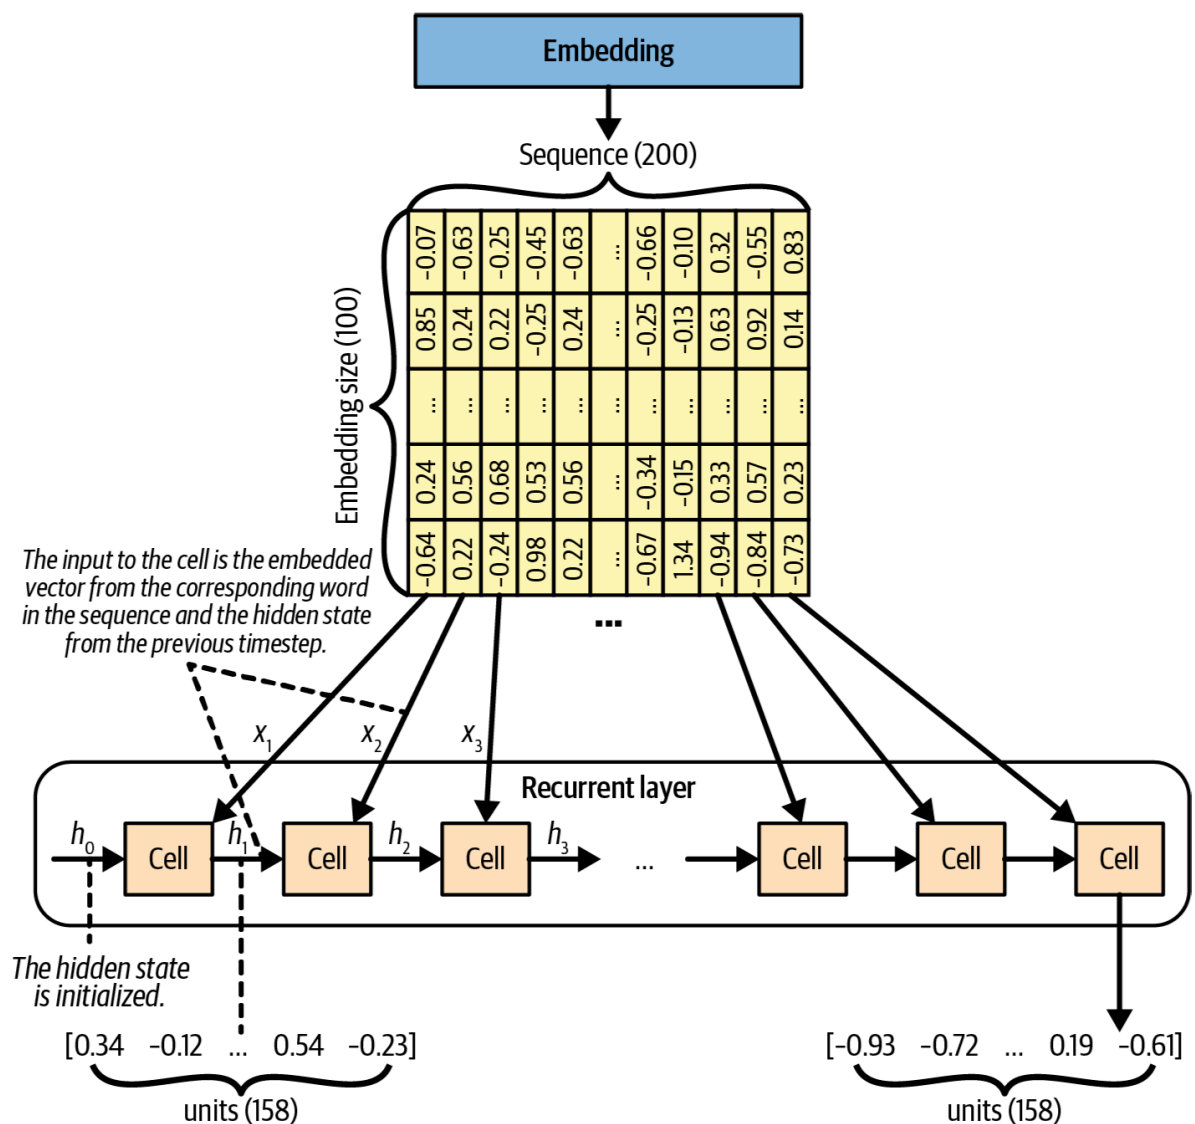 Embedding
Sequence (200)
Embedding size (100)
-0.07 -0.63 -0.25 -0.45 -0.63 ... -0.66 -0.10 0.32 -0.55 0.83
0.85 0.24 0.22 -0.25 0.24 ... -0.25 -0.13 0.63 0.92 0.14
... ... ... ... ... ... ... ... ... ...
0.24 0.56 0.68 0.53 0.56 ... -0.34 -0.15 0.33 0.57 0.23
-0.64 0.22 -0.24 0.98 0.22 ... -0.67 1.34 -0.94 -0.84 -0.73
...
The input to the cell is the embedded
vector from the corresponding word
in the sequence and the hidden state
from the previous timestep.
x₁ x₂ x₃
Recurrent layer
h₀ Cell h₁ Cell h₂ Cell h₃ ... Cell Cell Cell
The hidden state
is initialized.
[0.34 -0.12 ... 0.54 -0.23]
units (158)
[-0.93 -0.72 ... 0.19 -0.61]
units (158)